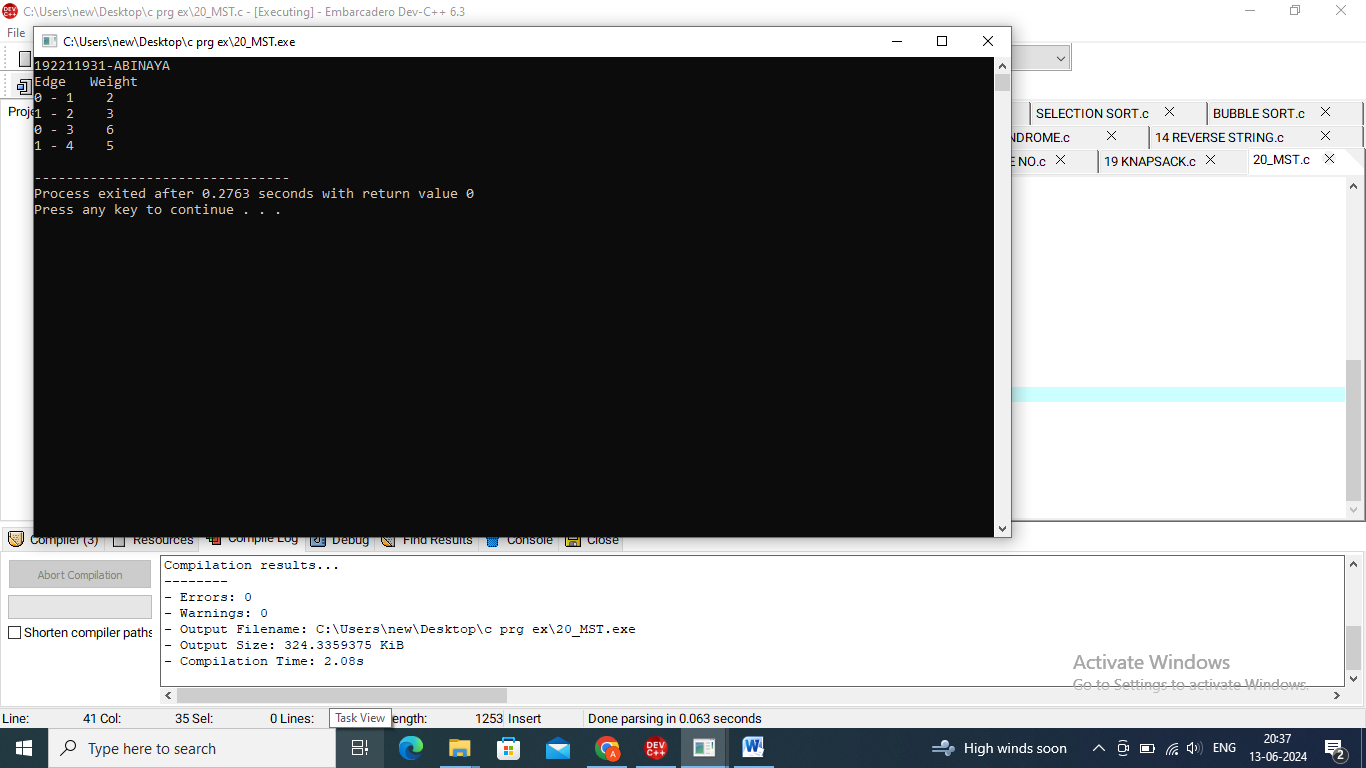 C:\Users\new\Desktop\c prg ex\20_MST.c - [Executing] - Embarcadero Dev-C++ 6.3
File
C:\Users\new\Desktop\c prg ex\20_MST.exe
192211931-ABINAYA
Edge   Weight
0 - 1    2
1 - 2    3
0 - 3    6
1 - 4    5
--------------------------------
Process exited after 0.2763 seconds with return value 0
Press any key to continue . . .
SELECTION SORT.c
BUBBLE SORT.c
NDROME.c
14 REVERSE STRING.c
E NO.c
19 KNAPSACK.c
20_MST.c
Proje
Compiler (3)
Resources
Compile Log
Debug
Find Results
Console
Close
Abort Compilation
Shorten compiler paths
Compilation results...
--------
- Errors: 0
- Warnings: 0
- Output Filename: C:\Users\new\Desktop\c prg ex\20_MST.exe
- Output Size: 324.3359375 KiB
- Compilation Time: 2.08s
Activate Windows
Go to Settings to activate Windows.
Line: 41 Col: 35 Sel: 0 Lines: ength: 1253 Insert Done parsing in 0.063 seconds
Task View
Type here to search
DEV C++
High winds soon
ENG
20:37
13-06-2024
2